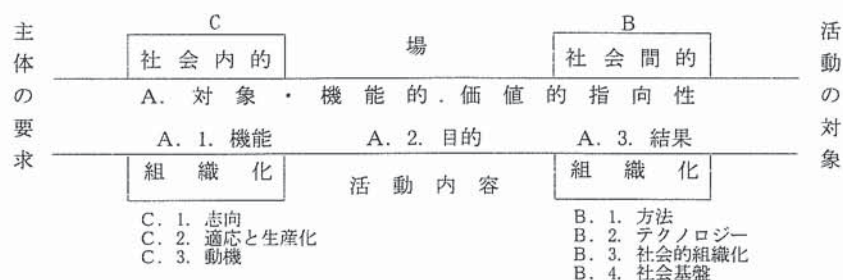 主体の要求
C
B
社会内的
場
社会間的
活動の対象
A. 対象・機能的.価値的指向性
A. 1. 機能
A. 2. 目的
A. 3. 結果
組織化
活動内容
組織化
C. 1. 志向
C. 2. 適応と生産化
C. 3. 動機
B. 1. 方法
B. 2. テクノロジー
B. 3. 社会的組織化
B. 4. 社会基盤